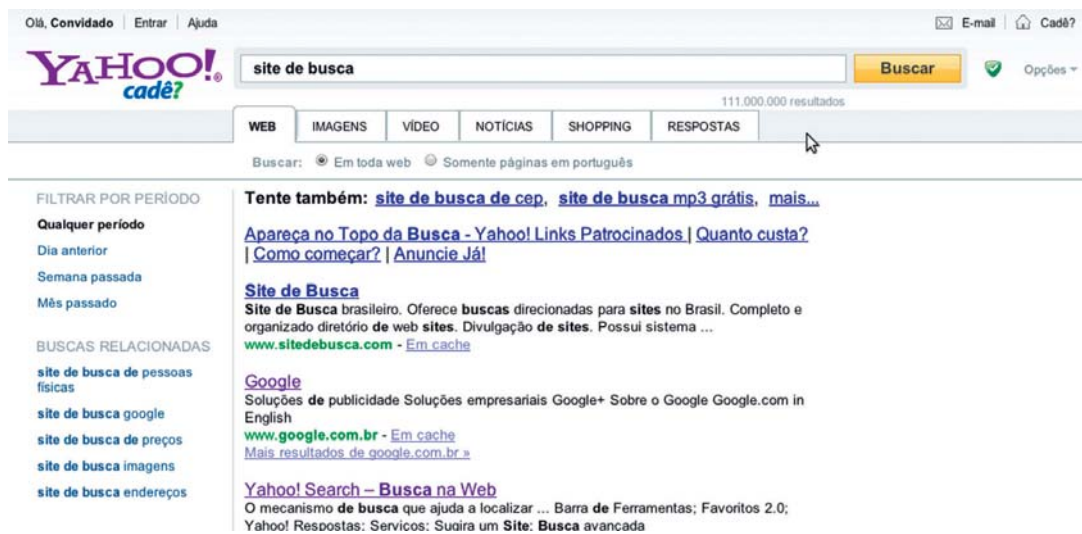 Olá, Convidado | Entrar | Ajuda
E-mail | Cadê?
YAHOO!® cadê?
site de busca
Buscar
Opções
111.000.000 resultados
WEB IMAGENS VÍDEO NOTÍCIAS SHOPPING RESPOSTAS
Buscar: Em toda web Somente páginas em português
FILTRAR POR PERÍODO
Qualquer período
Dia anterior
Semana passada
Mês passado
BUSCAS RELACIONADAS
site de busca de pessoas
físicas
site de busca google
site de busca de preços
site de busca imagens
site de busca endereços
Tente também: site de busca de cep, site de busca mp3 grátis, mais...
Apareça no Topo da Busca - Yahoo! Links Patrocinados | Quanto custa?
| Como começar? | Anuncie Já!
Site de Busca
Site de Busca brasileiro. Oferece buscas direcionadas para sites no Brasil. Completo e
organizado diretório de web sites. Divulgação de sites. Possui sistema ...
www.sitedebusca.com - Em cache
Google
Soluções de publicidade Soluções empresariais Google+ Sobre o Google Google.com in
English
www.google.com.br - Em cache
Mais resultados de google.com.br »
Yahoo! Search – Busca na Web
O mecanismo de busca que ajuda a localizar ... Barra de Ferramentas; Favoritos 2.0;
Yahoo! Respostas; Serviços; Sugira um Site; Busca avançada